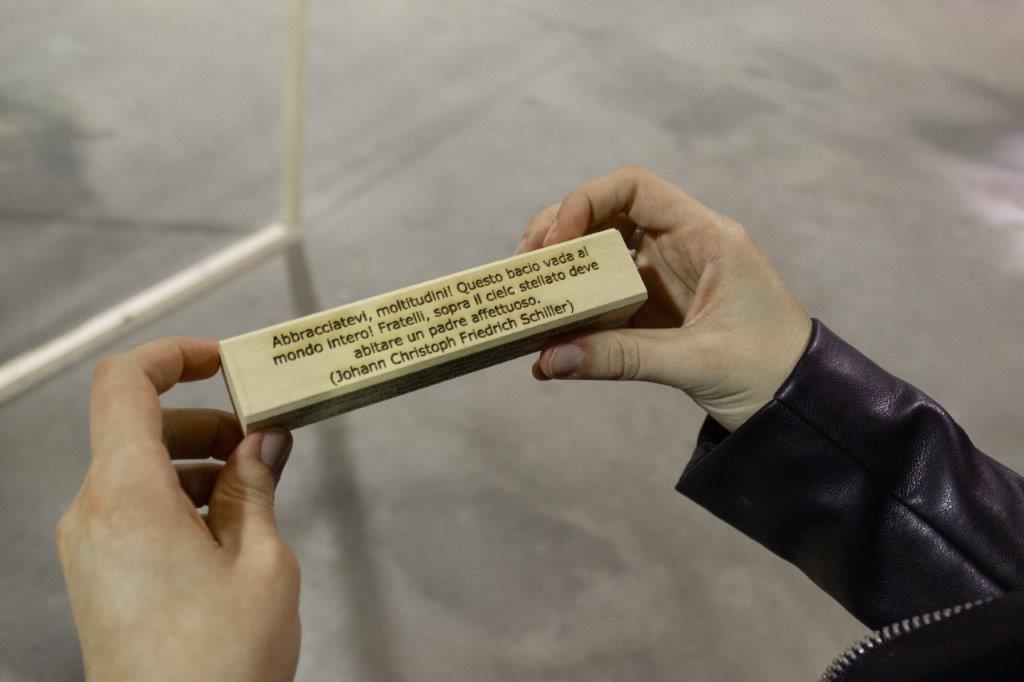 Abbracciatevi, moltitudini! Questo bacio vada al
mondo intero! Fratelli, sopra il cielo stellato deve
abitare un padre affettuoso.
(Johann Christoph Friedrich Schiller)